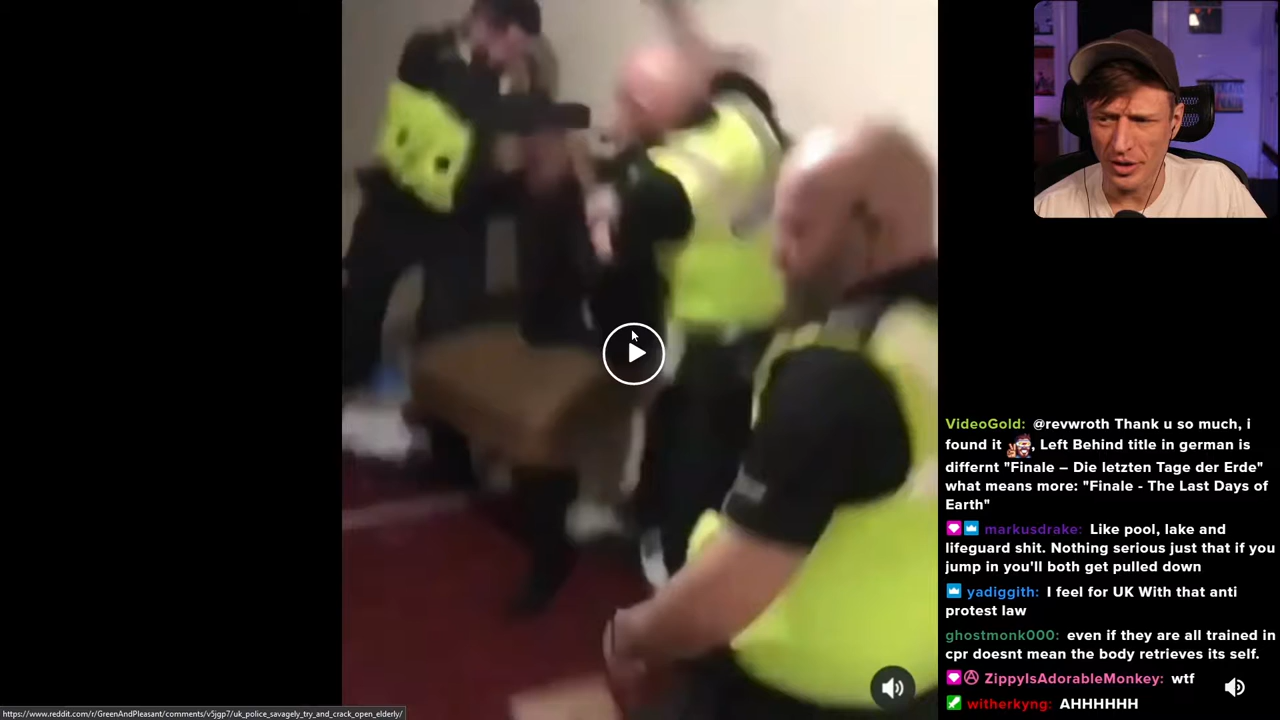 VideoGold: @revwroth Thank u so much, i
found it , Left Behind title in german is
differnt "Finale – Die letzten Tage der Erde"
what means more: "Finale - The Last Days of
Earth"
markusdrake: Like pool, lake and
lifeguard shit. Nothing serious just that if you
jump in you'll both get pulled down
yadiggith: I feel for UK With that anti
protest law
ghostmonk000: even if they are all trained in
cpr doesnt mean the body retrieves its self.
ZippyIsAdorableMonkey: wtf
witherkyng: AHHHHHH
https://www.reddit.com/r/GreenAndPleasant/comments/v5jgp7/uk_police_savagely_try_and_crack_open_elderly/